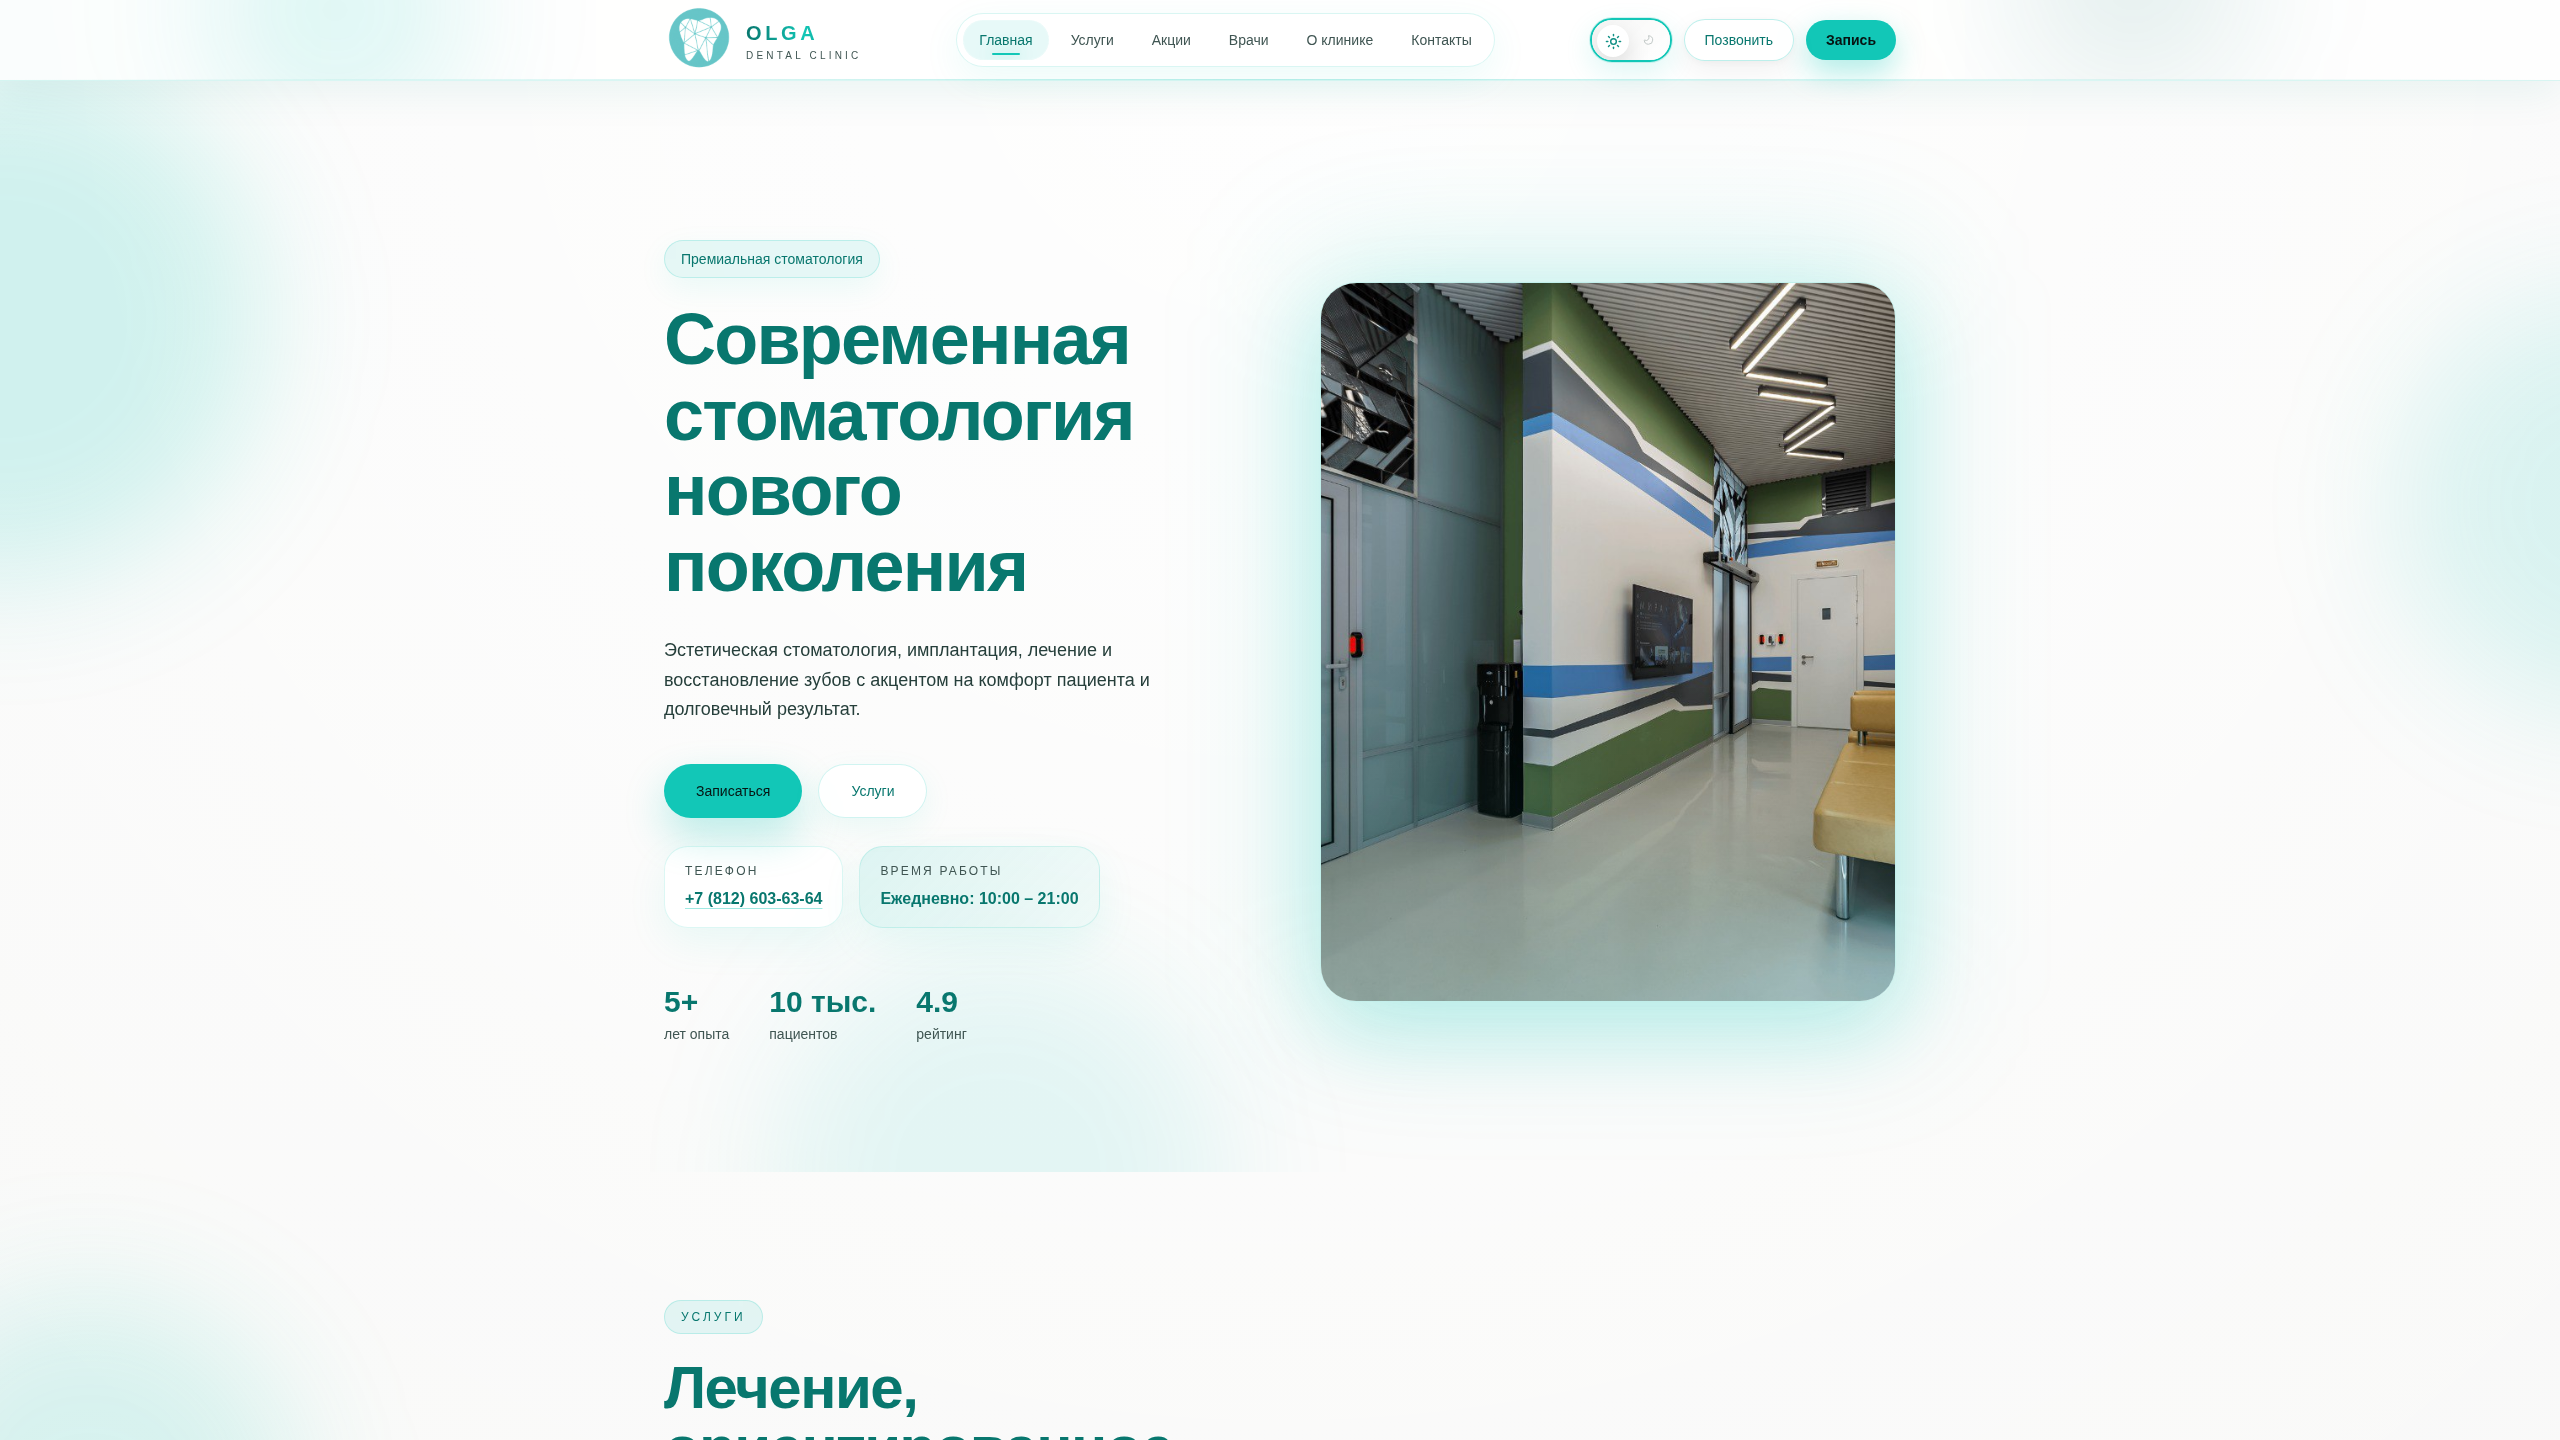 OLGA
DENTAL CLINIC
Главная
Услуги
Акции
Врачи
О клинике
Контакты
Позвонить
Запись
Премиальная стоматология
Современная
стоматология
нового
поколения
Эстетическая стоматология, имплантация, лечение и
восстановление зубов с акцентом на комфорт пациента и
долговечный результат.
Записаться
Услуги
ТЕЛЕФОН
+7 (812) 603-63-64
ВРЕМЯ РАБОТЫ
Ежедневно: 10:00 – 21:00
5+
лет опыта
10 тыс.
пациентов
4.9
рейтинг
УСЛУГИ
Лечение,